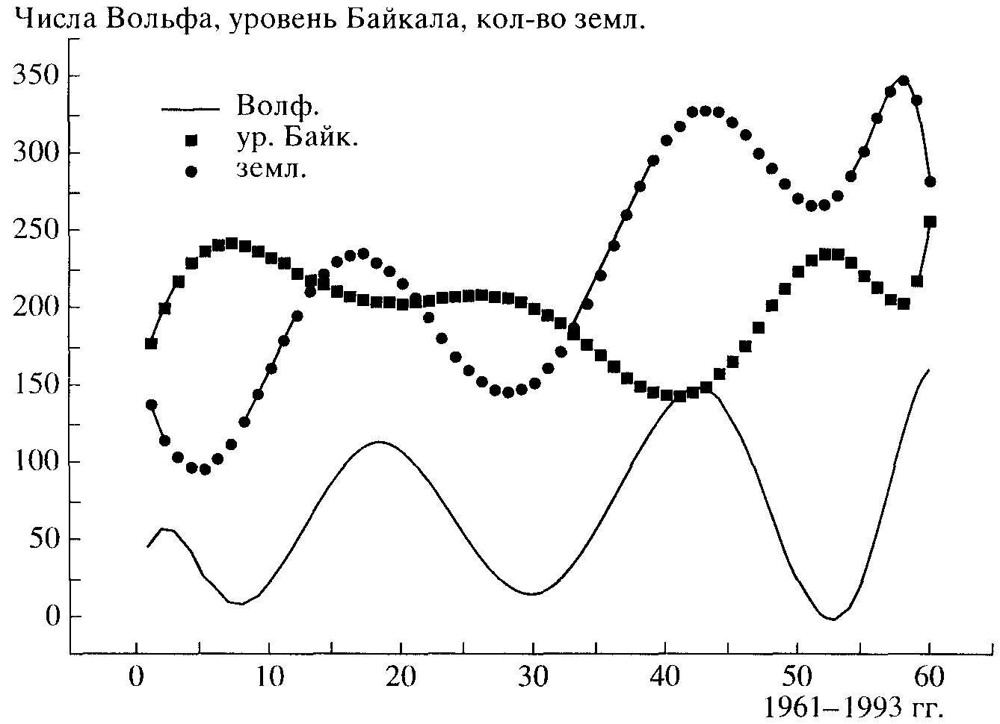 Числа Вольфа, уровень Байкала, кол-во земл.
350
300
250
200
150
100
50
0
Волф.
ур. Байк.
земл.
0 10 20 30 40 50 60
1961–1993 гг.